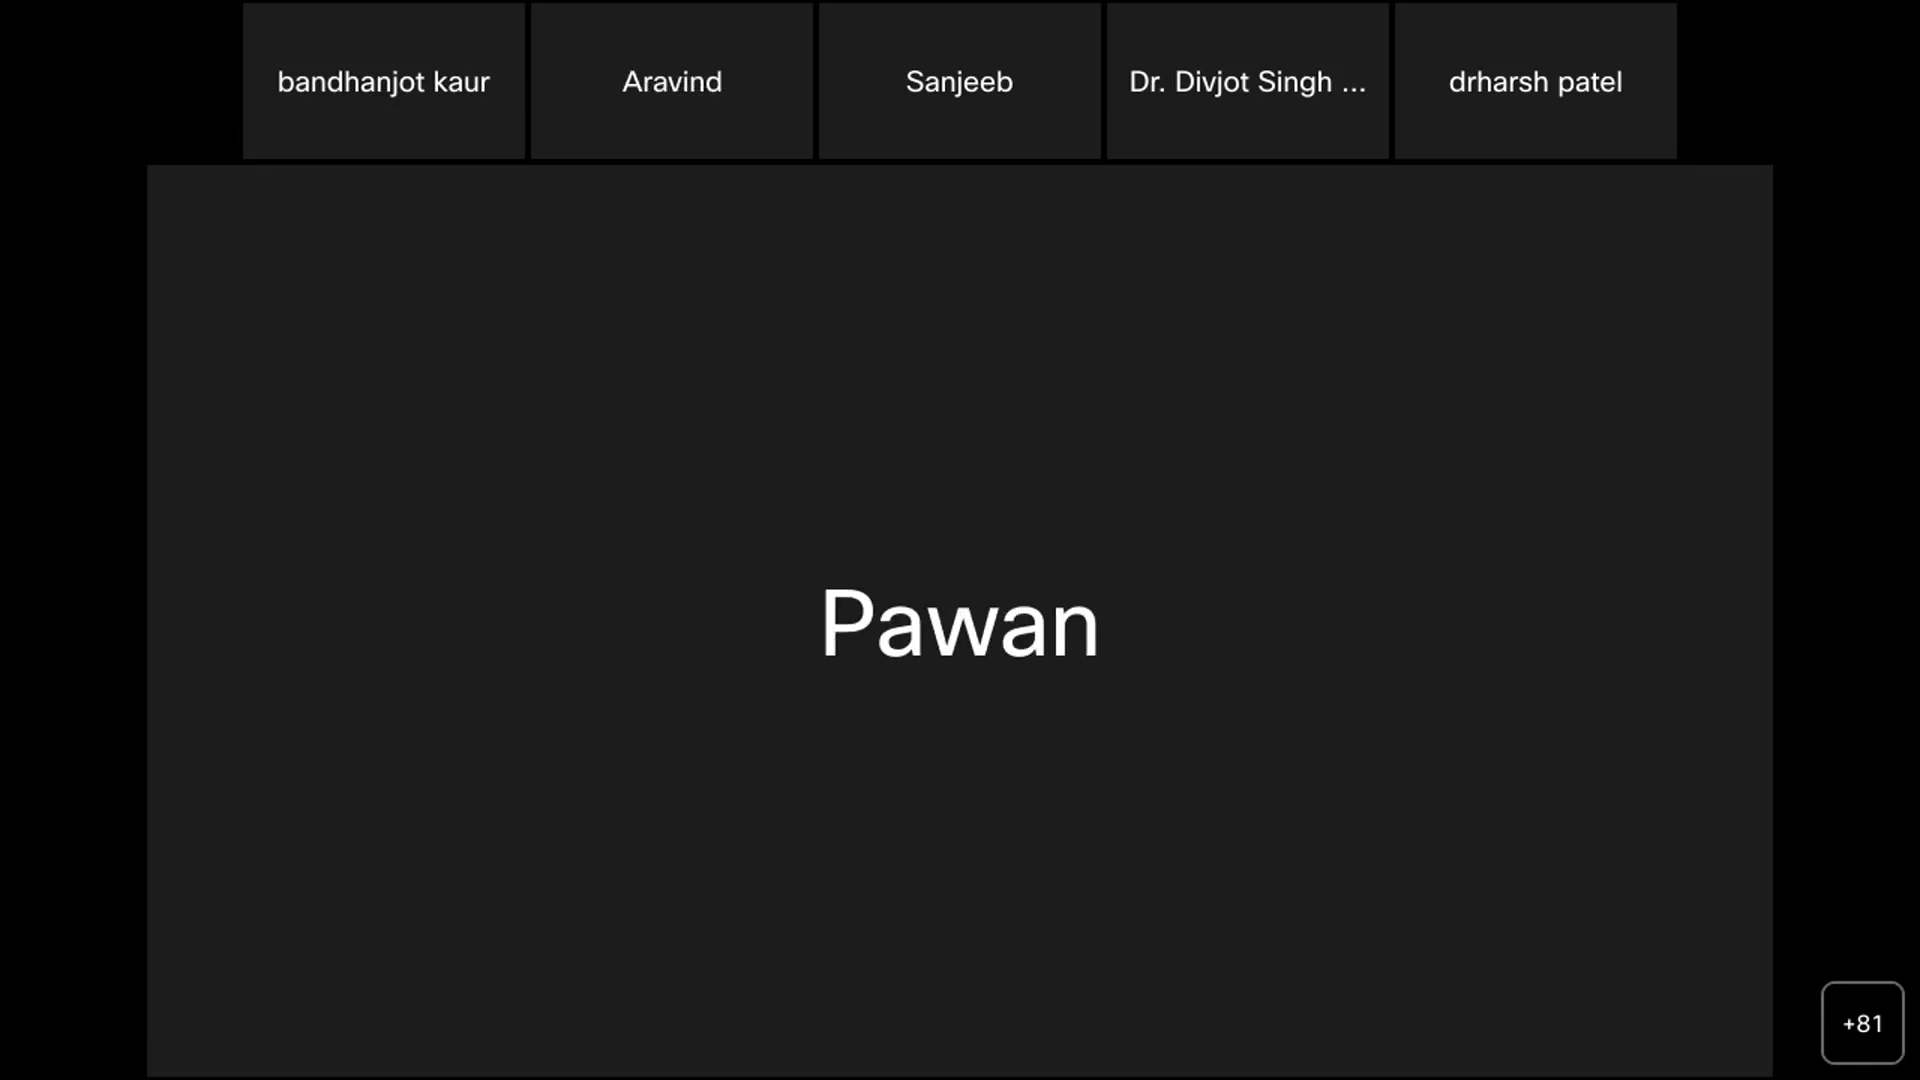 bandhanjot kaur
Aravind
Sanjeeb
Dr. Divjot Singh ...
drharsh patel
Pawan
+81